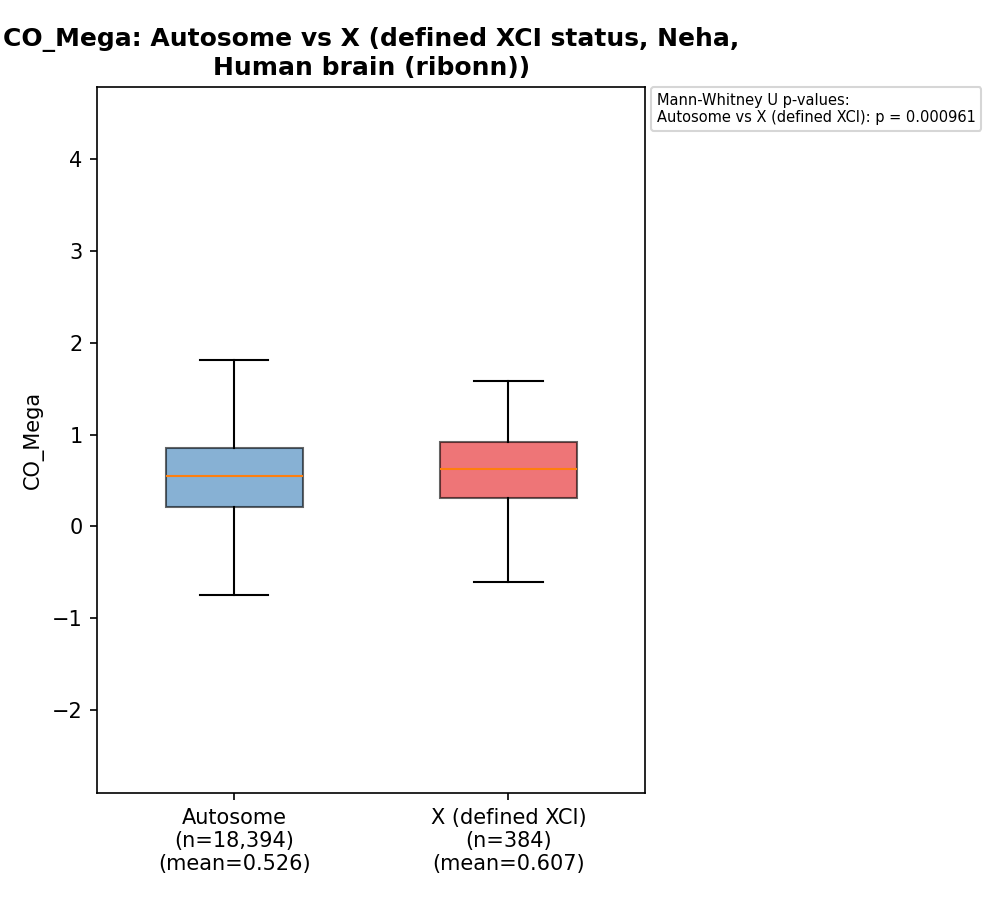 CO_Mega: Autosome vs X (defined XCI status, Neha,
Human brain (ribonn))
Mann-Whitney U p-values:
Autosome vs X (defined XCI): p = 0.000961
4
3
2
1
0
−1
−2
CO_Mega
Autosome
(n=18,394)
(mean=0.526)
X (defined XCI)
(n=384)
(mean=0.607)